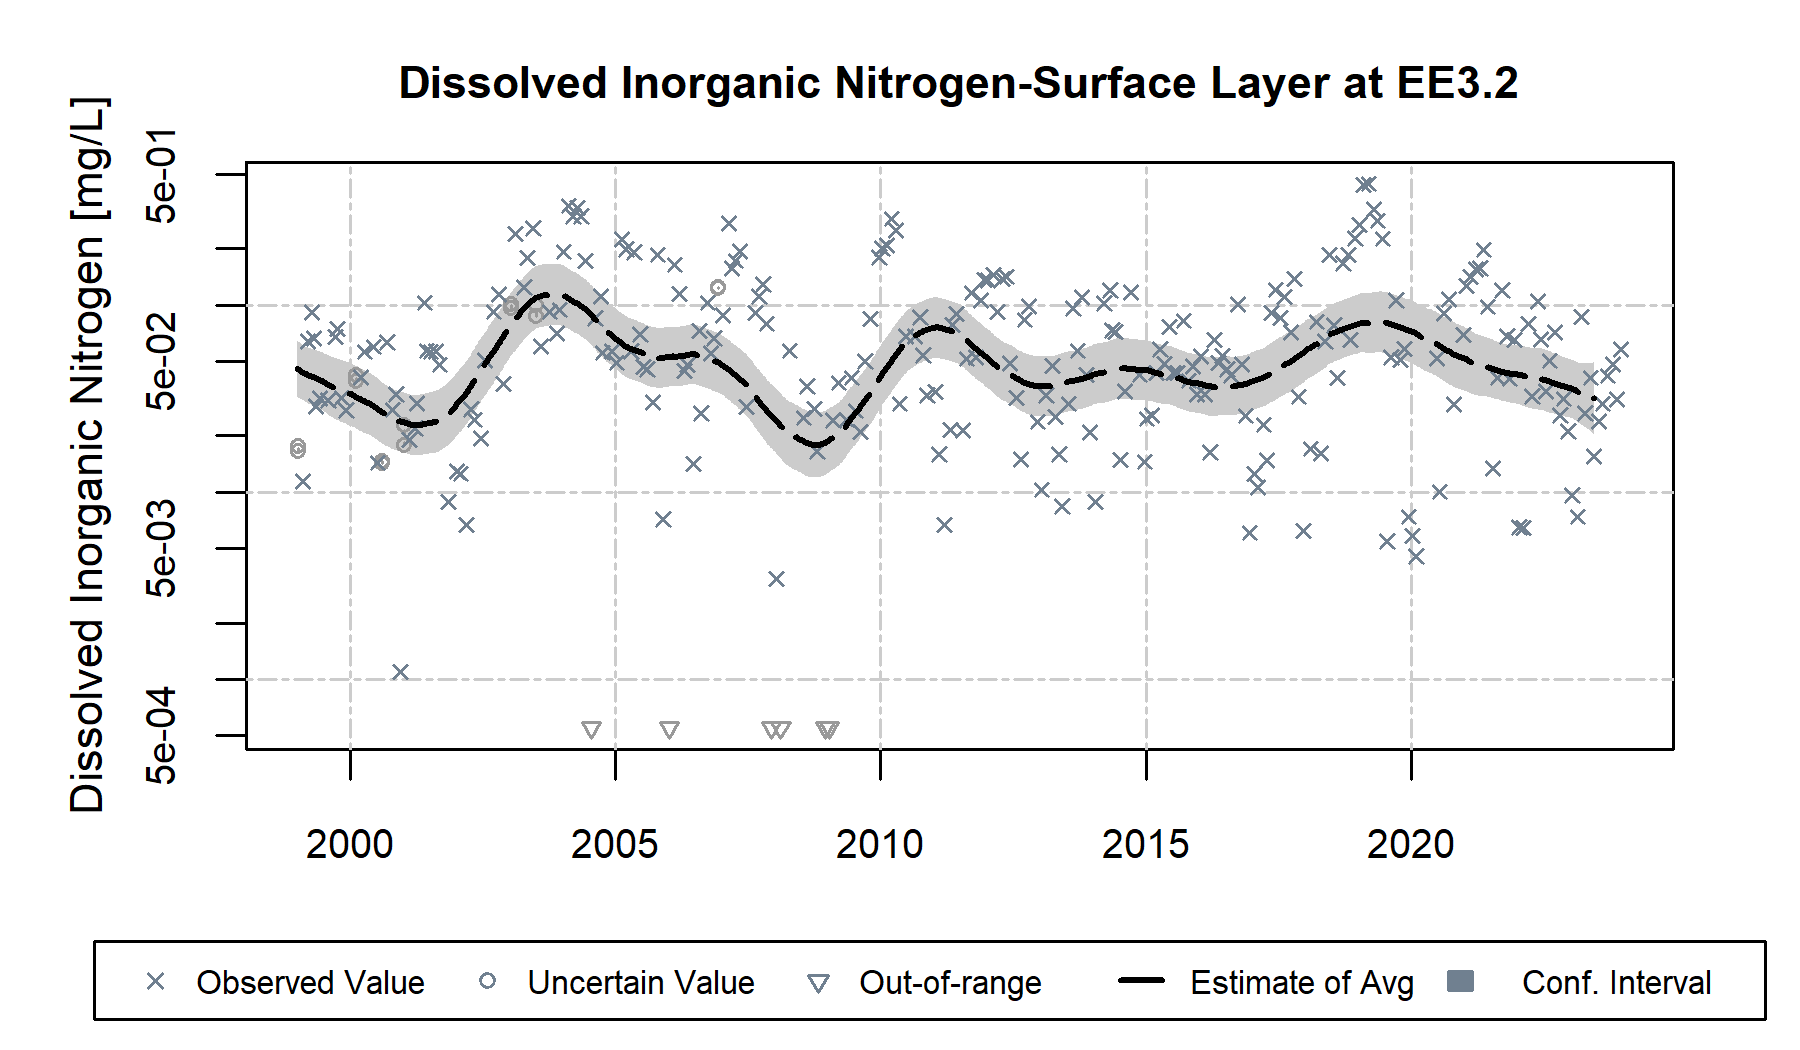 Dissolved Inorganic Nitrogen-Surface Layer at EE3.2
Dissolved Inorganic Nitrogen [mg/L]
5e-01
5e-02
5e-03
5e-04
2000 2005 2010 2015 2020
Observed Value Uncertain Value Out-of-range Estimate of Avg Conf. Interval